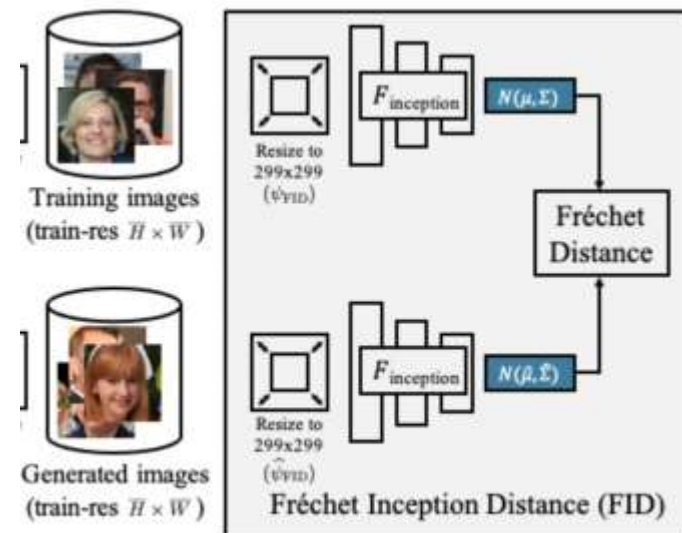 Training images
(train-res H̅ × W̅ )
Resize to
299x299
(ψFID)
Finception
N(μ, Σ)
Fréchet
Distance
Generated images
(train-res H̅ × W̅ )
Resize to
299x299
(ψ̂FID)
Finception
N(μ̂, Σ̂)
Fréchet Inception Distance (FID)